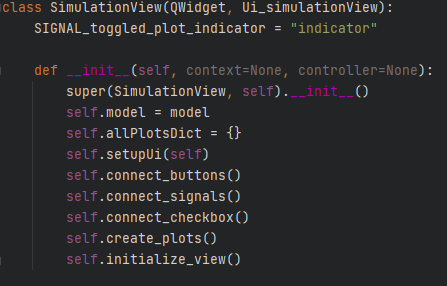 class SimulationView(QWidget, Ui_simulationView):
    SIGNAL_toggled_plot_indicator = "indicator"
    def __init__(self, context=None, controller=None):
        super(SimulationView, self).__init__()
        self.model = model
        self.allPlotsDict = {}
        self.setupUi(self)
        self.connect_buttons()
        self.connect_signals()
        self.connect_checkbox()
        self.create_plots()
        self.initialize_view()